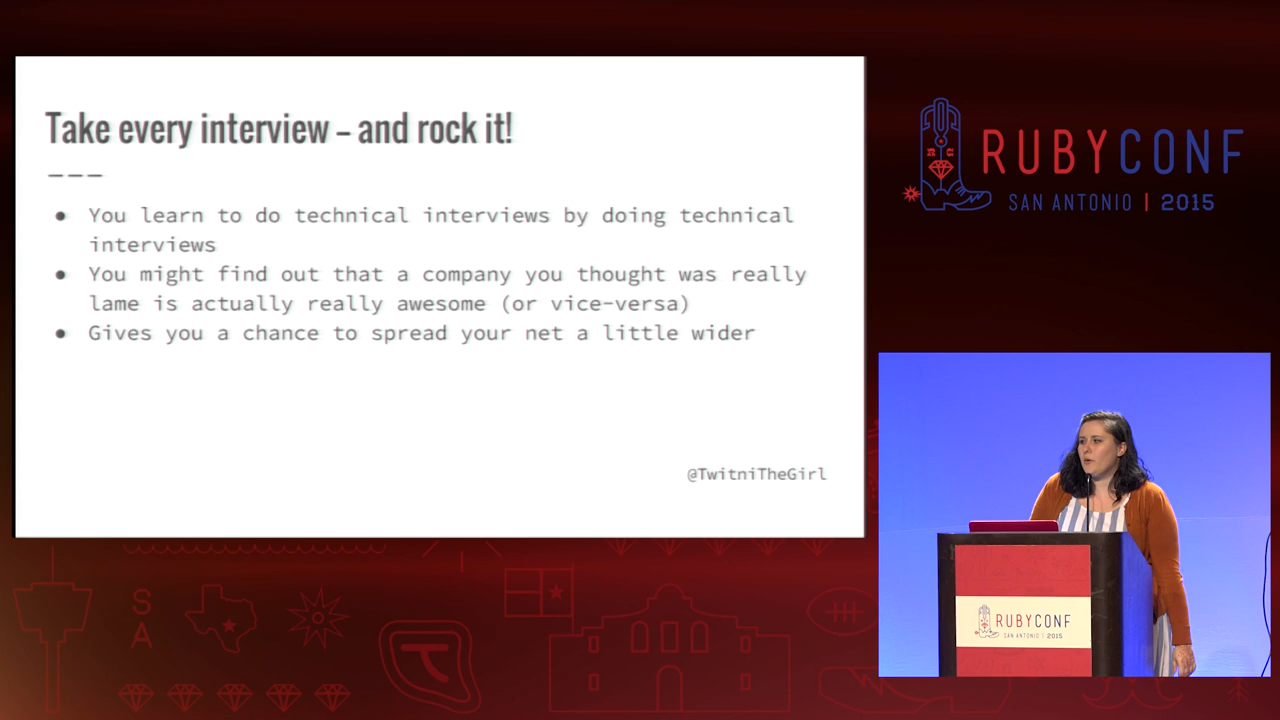 Take every interview – and rock it!
● You learn to do technical interviews by doing technical
interviews
● You might find out that a company you thought was really
lame is actually really awesome (or vice-versa)
● Gives you a chance to spread your net a little wider
@TwitniTheGirl
RUBYCONF
SAN ANTONIO | 2015
RUBYCONF
SAN ANTONIO | 2015
S
A